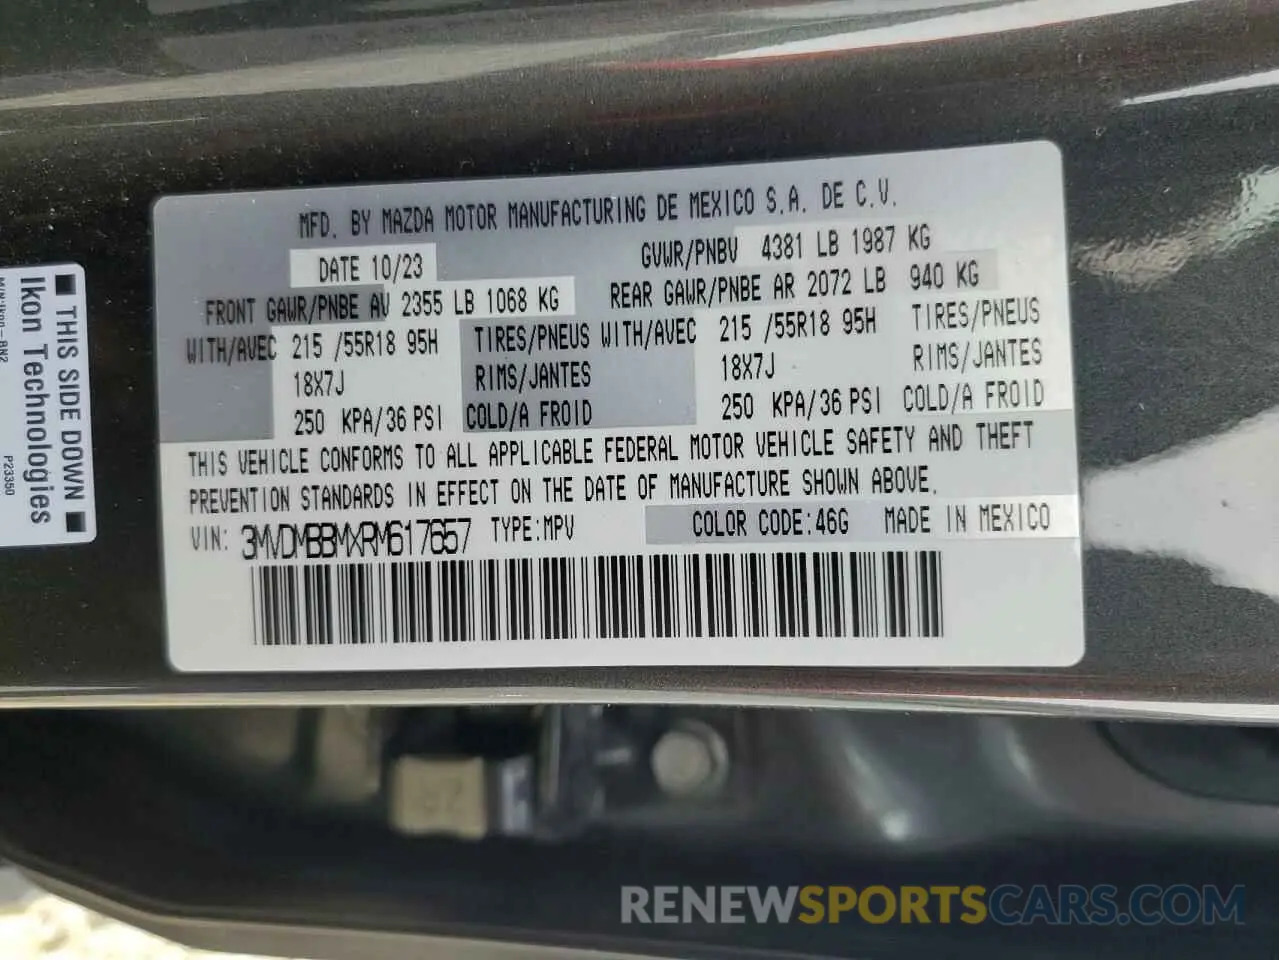 MFD. BY MAZDA MOTOR MANUFACTURING DE MEXICO S.A. DE C.V.
DATE 10/23 GVWR/PNBV 4381 LB 1987 KG
FRONT GAWR/PNBE AV 2355 LB 1068 KG REAR GAWR/PNBE AR 2072 LB 940 KG
WITH/AVEC 215 /55R18 95H TIRES/PNEUS WITH/AVEC 215 /55R18 95H TIRES/PNEUS
18X7J RIMS/JANTES 18X7J RIMS/JANTES
250 KPA/36 PSI COLD/A FROID 250 KPA/36 PSI COLD/A FROID
THIS VEHICLE CONFORMS TO ALL APPLICABLE FEDERAL MOTOR VEHICLE SAFETY AND THEFT
PREVENTION STANDARDS IN EFFECT ON THE DATE OF MANUFACTURE SHOWN ABOVE.
VIN: 3MVDMBBMXRM617657 TYPE:MPV COLOR CODE:46G MADE IN MEXICO
THIS SIDE DOWN
Ikon Technologies
P23350
RENEWSPORTSCARS.COM